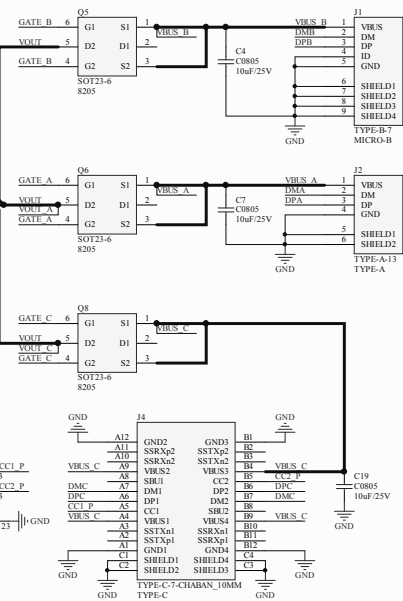 Q5
GATE_B 6 G1 S1 1 VBUS_B
VOUT 5 D2 D1 2
GATE_B 4 G2 S2 3
SOT23-6
8205
C4
C0805
10uF/25V
GND
J1
VBUS_B 1 VBUS
DMB 2 DM
DPB 3 DP
4 ID
5 GND
6 SHIELD1
7 SHIELD2
8 SHIELD3
9 SHIELD4
TYPE-B-7
MICRO-B
Q6
GATE_A 6 G1 S1 1 VBUS_A
VOUT 5 D2 D1 2
VOUT_A
GATE_A 4 G2 S2 3
SOT23-6
8205
C7
C0805
10uF/25V
GND
J2
VBUS_A 1 VBUS
DMA 2 DM
DPA 3 DP
4 GND
5 SHIELD1
6 SHIELD2
TYPE-A-13
TYPE-A
Q8
GATE_C 6 G1 S1 1 VBUS_C
VOUT 5 D2 D1 2
VOUT_C
GATE_C 4 G2 S2 3
SOT23-6
8205
GND J4 GND
A12 GND2 GND3 B1
A11 SSRXp2 SSTXp2 B2
A10 SSRXn2 SSTXn2 B3
CC1_P VBUS_C A9 VBUS2 VBUS3 B4 VBUS_C
3 A8 SBU1 CC2 B5 CC2_P
CC2_P DMC A7 DM1 DP2 B6 DPC
3 DPC A6 DP1 DM2 B7 DMC
CC1_P A5 CC1 SBU2 B8
VBUS_C A4 VBUS1 VBUS4 B9 VBUS_C
A3 SSTXn1 SSRXn1 B10
A2 SSTXp1 SSRXp1 B11
A1 GND1 GND4 B12
C1 SHIELD1 SHIELD4 C4
C2 SHIELD2 SHIELD3 C3
TYPE-C-7-CHABAN_10MM
TYPE-C
23 GND
GND
GND
GND
GND
C19
C0805
10uF/25V
GND